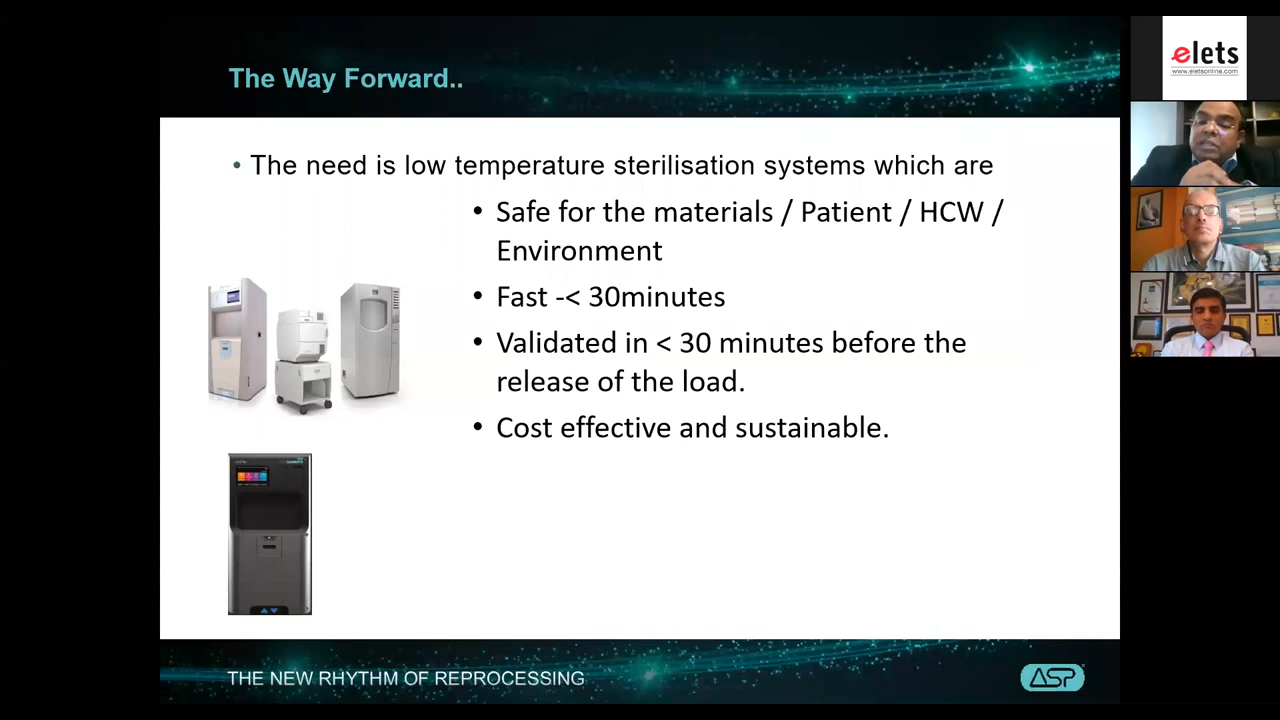 The Way Forward..
• The need is low temperature sterilisation systems which are
• Safe for the materials / Patient / HCW /
Environment
• Fast -< 30minutes
• Validated in < 30 minutes before the
release of the load.
• Cost effective and sustainable.
THE NEW RHYTHM OF REPROCESSING
ASP
elets
www.eletsonline.com